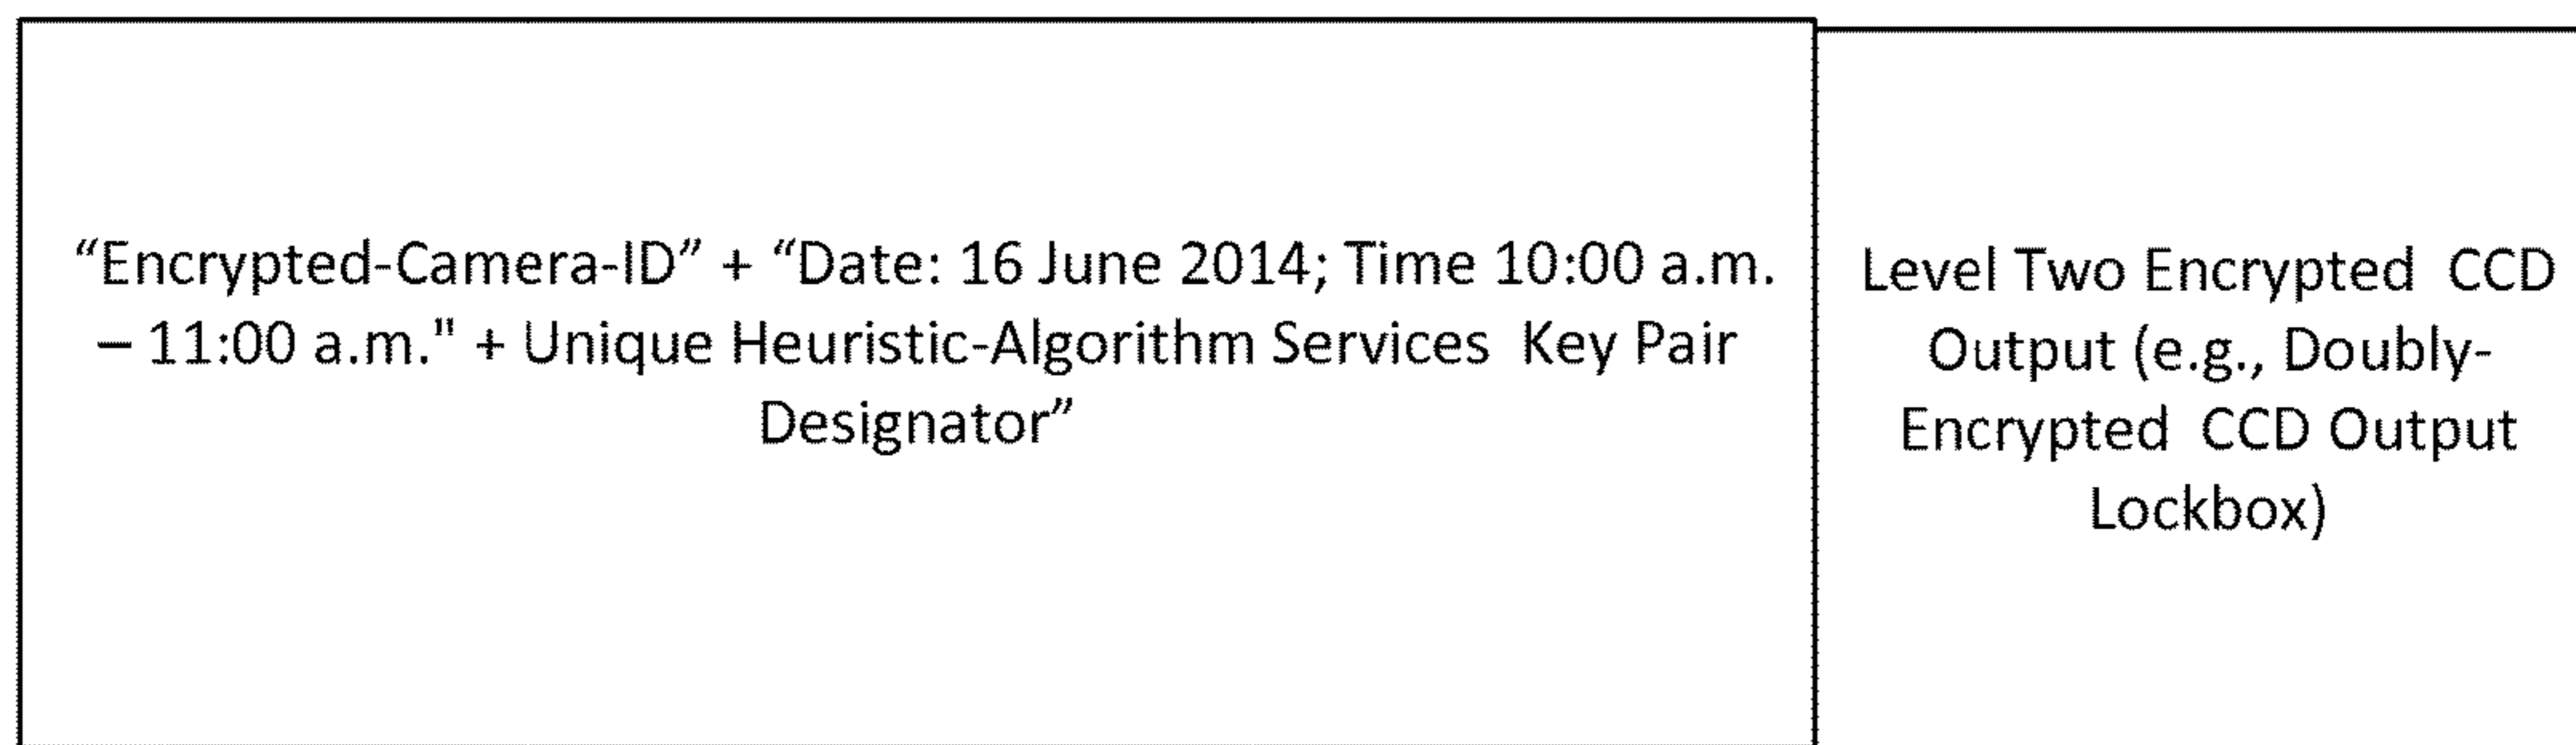 “Encrypted-Camera-ID” + “Date: 16 June 2014; Time 10:00 a.m.
– 11:00 a.m." + Unique Heuristic-Algorithm Services Key Pair
Designator”
Level Two Encrypted CCD
Output (e.g., Doubly-
Encrypted CCD Output
Lockbox)